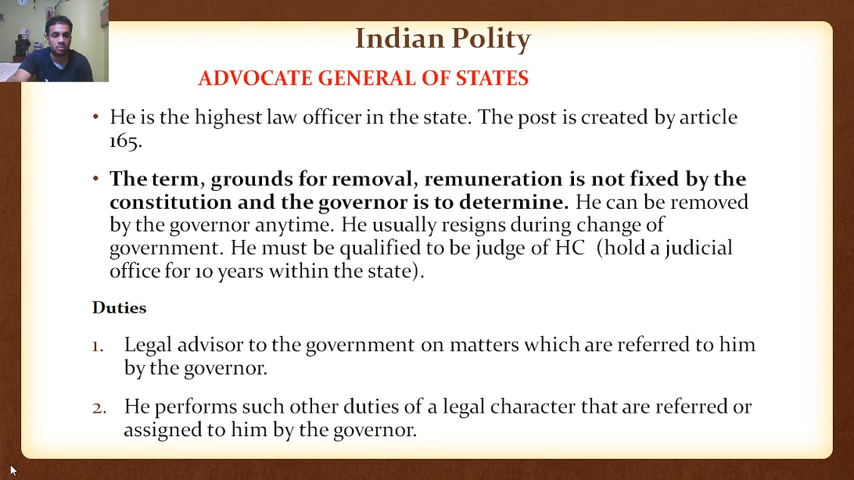 Indian Polity
ADVOCATE GENERAL OF STATES
• He is the highest law officer in the state. The post is created by article
165.
• The term, grounds for removal, remuneration is not fixed by the
constitution and the governor is to determine. He can be removed
by the governor anytime. He usually resigns during change of
government. He must be qualified to be judge of HC (hold a judicial
office for 10 years within the state).
Duties
1. Legal advisor to the government on matters which are referred to him
by the governor.
2. He performs such other duties of a legal character that are referred or
assigned to him by the governor.